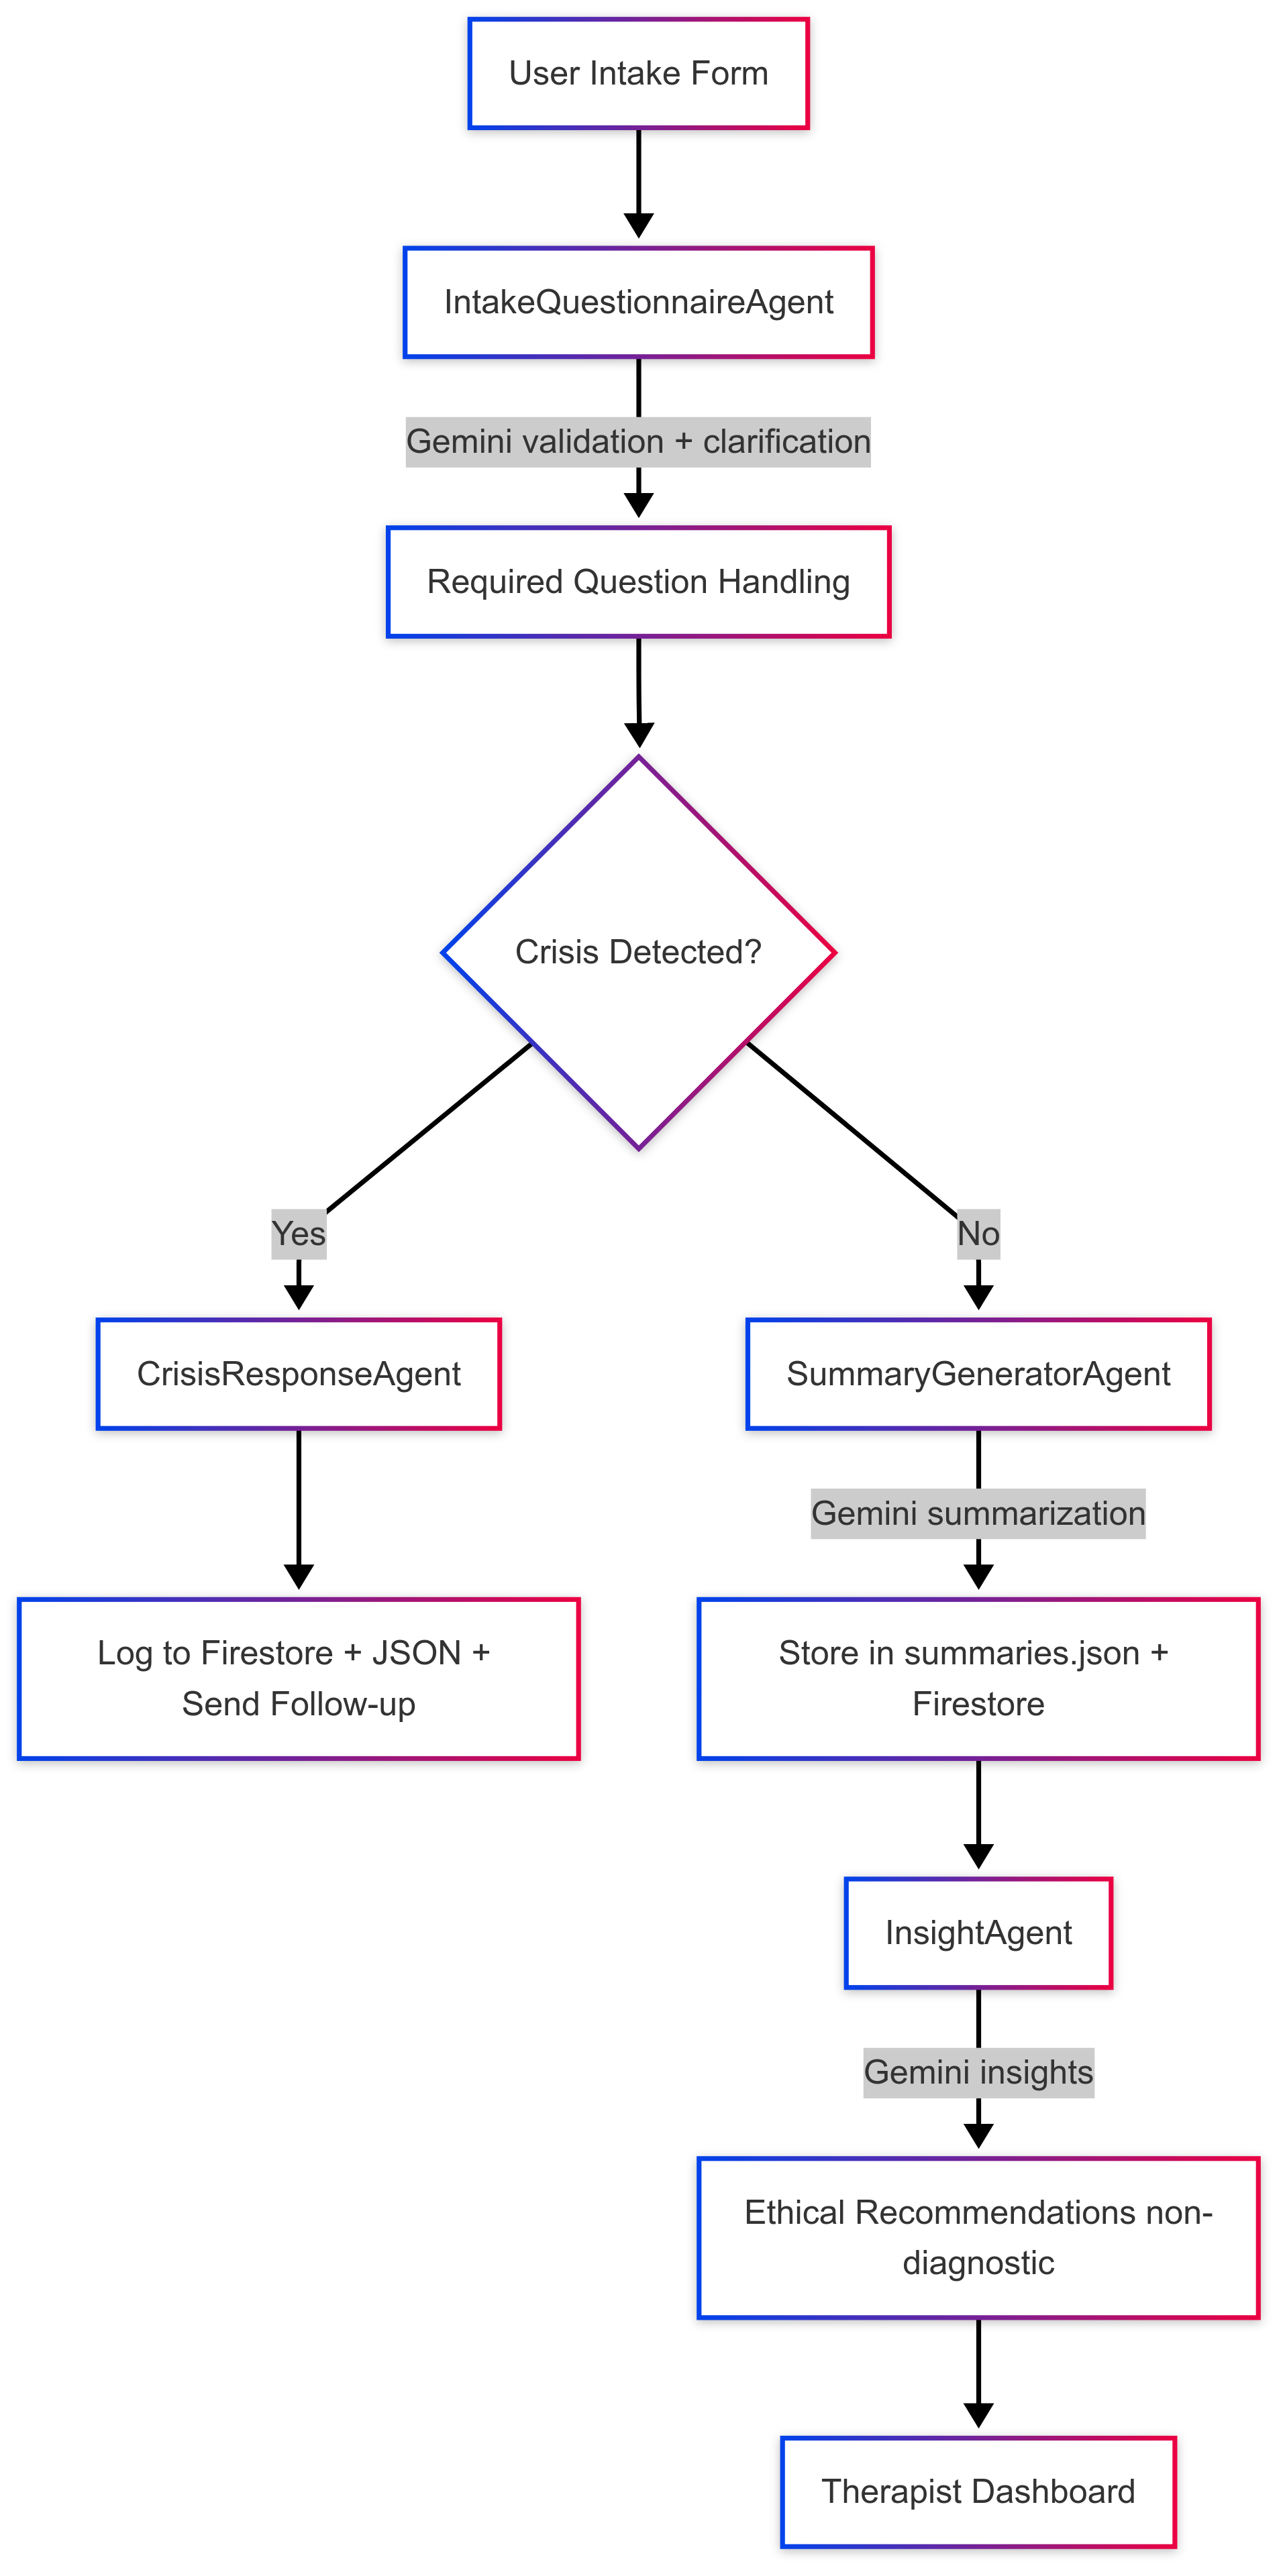 User Intake Form
IntakeQuestionnaireAgent
Gemini validation + clarification
Required Question Handling
Crisis Detected?
Yes
No
CrisisResponseAgent
SummaryGeneratorAgent
Gemini summarization
Log to Firestore + JSON +
Send Follow-up
Store in summaries.json +
Firestore
InsightAgent
Gemini insights
Ethical Recommendations non-
diagnostic
Therapist Dashboard